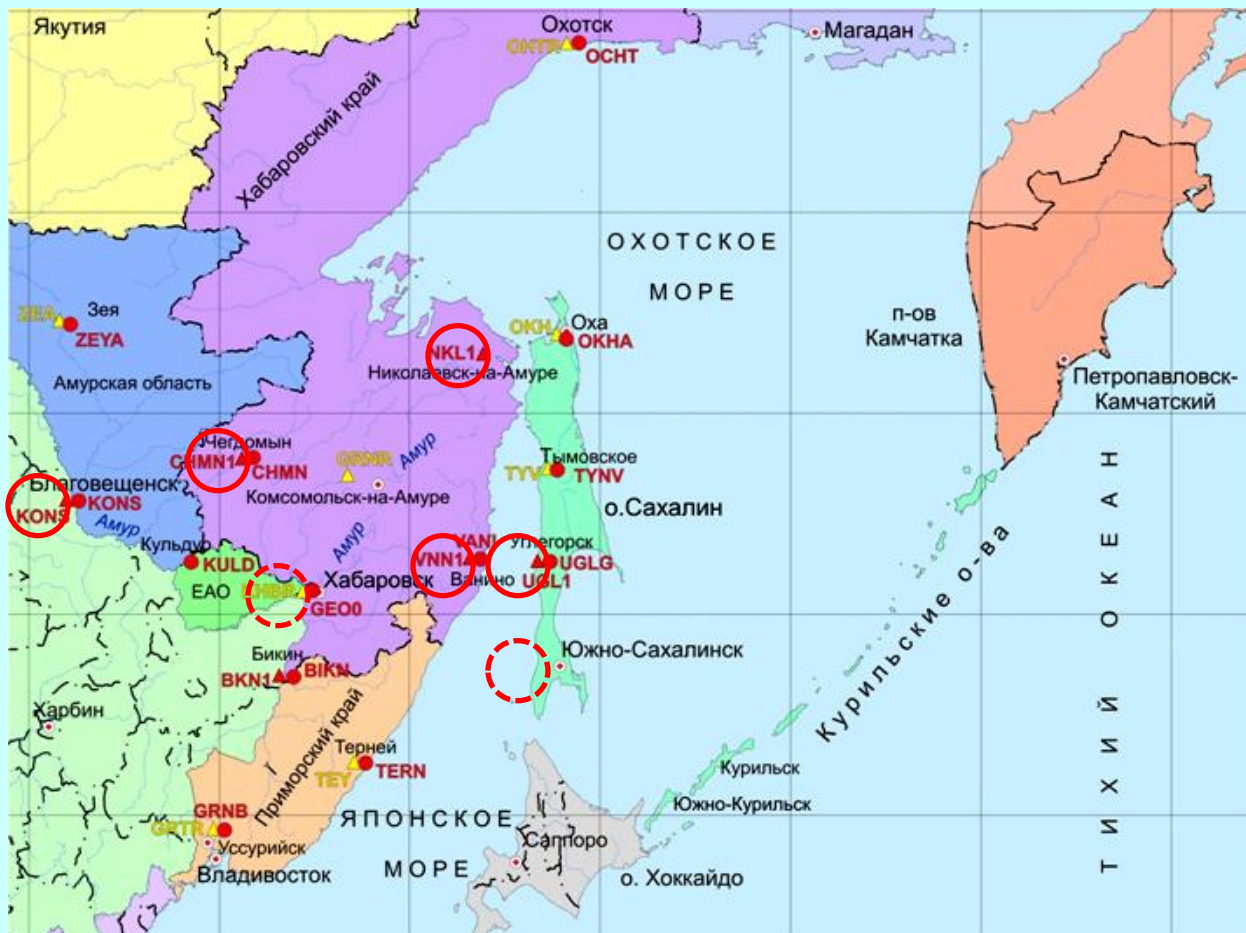 Якутия
Охотск
OHTR
OCHT
Магадан
Хабаровский край
ОХОТСКОЕ
МОРЕ
ZEA
Зея
ZEYA
OKH
Оха
OKHA
п-ов
Камчатка
NKL1
Николаевск-на-Амуре
Амурская область
Петропавловск-
Камчатский
Чегдомын
CHMN1
CHMN
GRNR
Амур
Комсомольск-на-Амуре
Тымовское
TYV
TYNV
Благовещенск
KONS
KONS
Амур
о.Сахалин
Кульдур
KULD
Амур
VANI
VNN1
Ванино
Углегорск
UGLG
UGL1
ЕАО
KHBR
Хабаровск
GEO0
Бикин
BKN1
BIKN
Южно-Сахалинск
Курильские о-ва
ТИХИЙ ОКЕАН
Харбин
Приморский край
Терней
TEY
TERN
Курильск
Южно-Курильск
GRNB
GRTR
Уссурийск
Владивосток
ЯПОНСКОЕ
МОРЕ
Саппоро
о. Хоккайдо